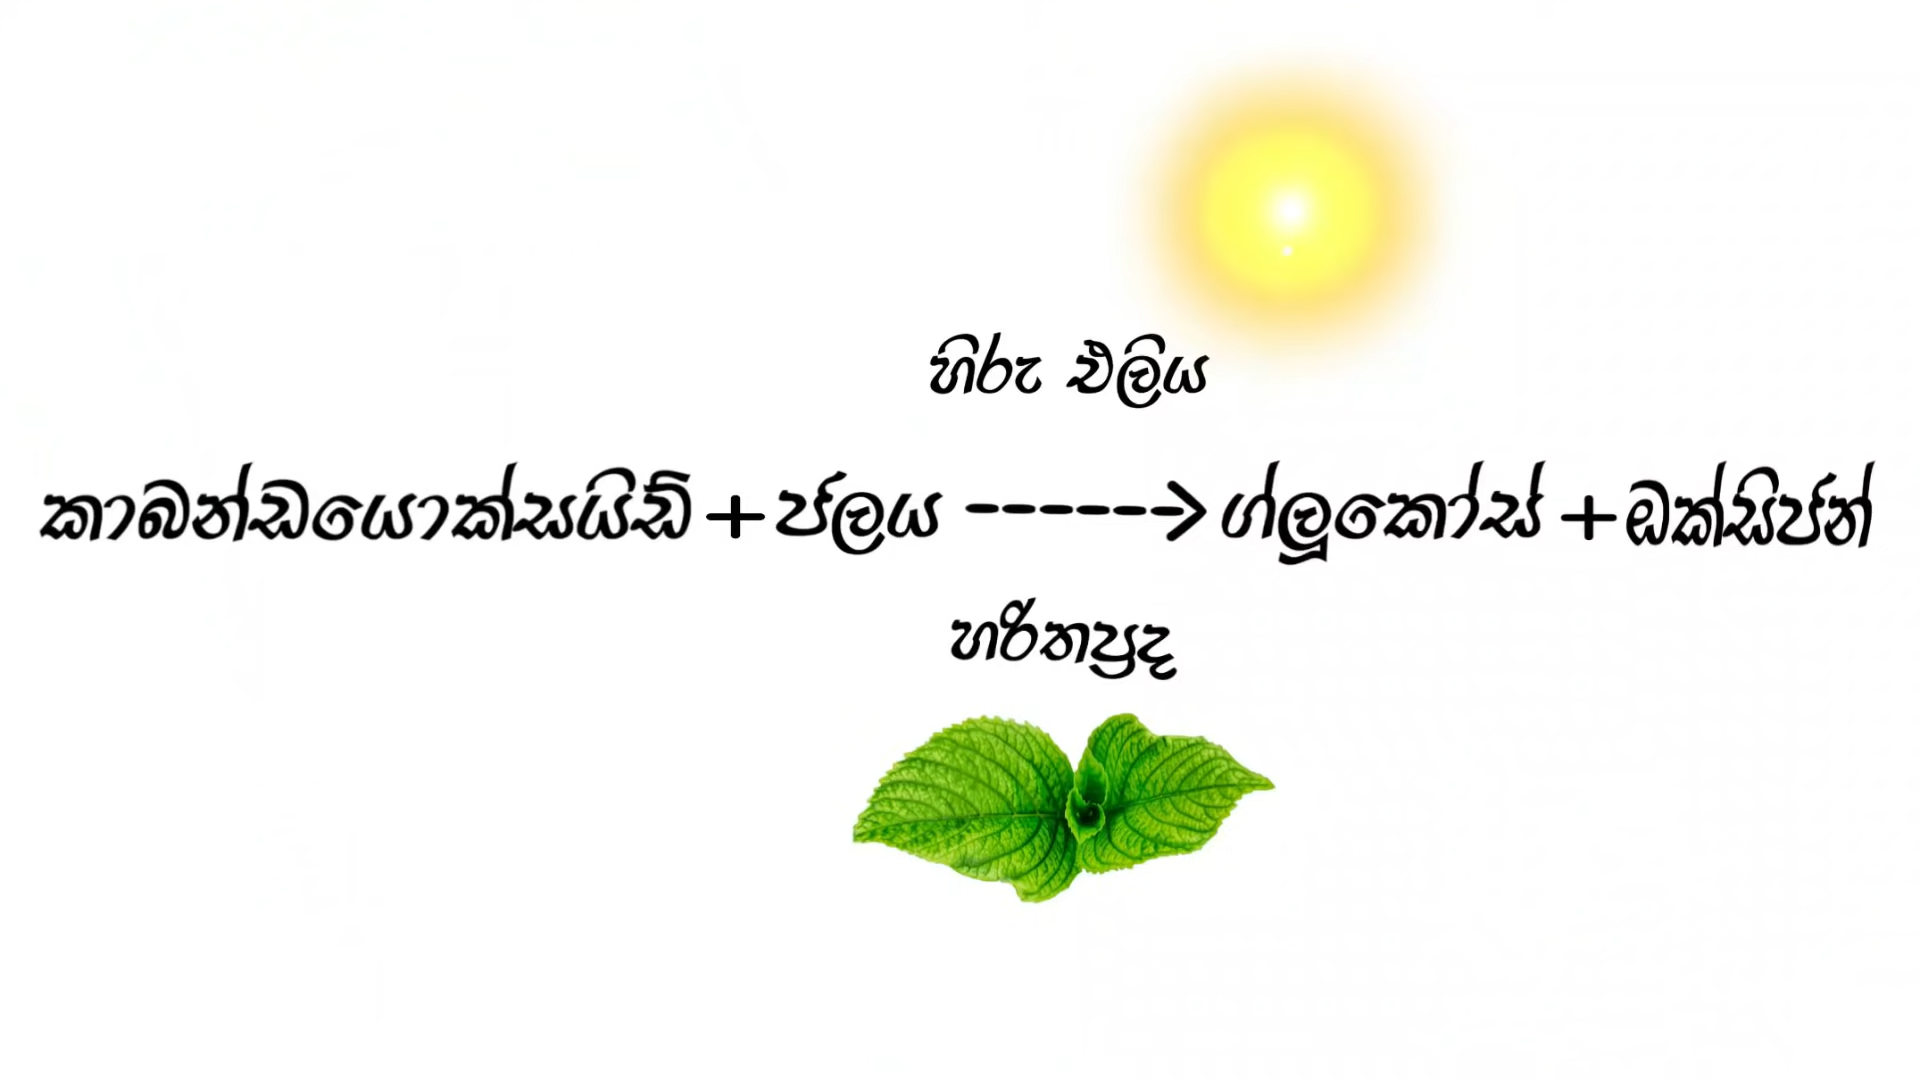 හිරු එළිය
කාබන්ඩයොක්සයිඩ් + ජලය ------> ග්ලූකෝස් + ඔක්සිජන්
හරිතප්‍රද